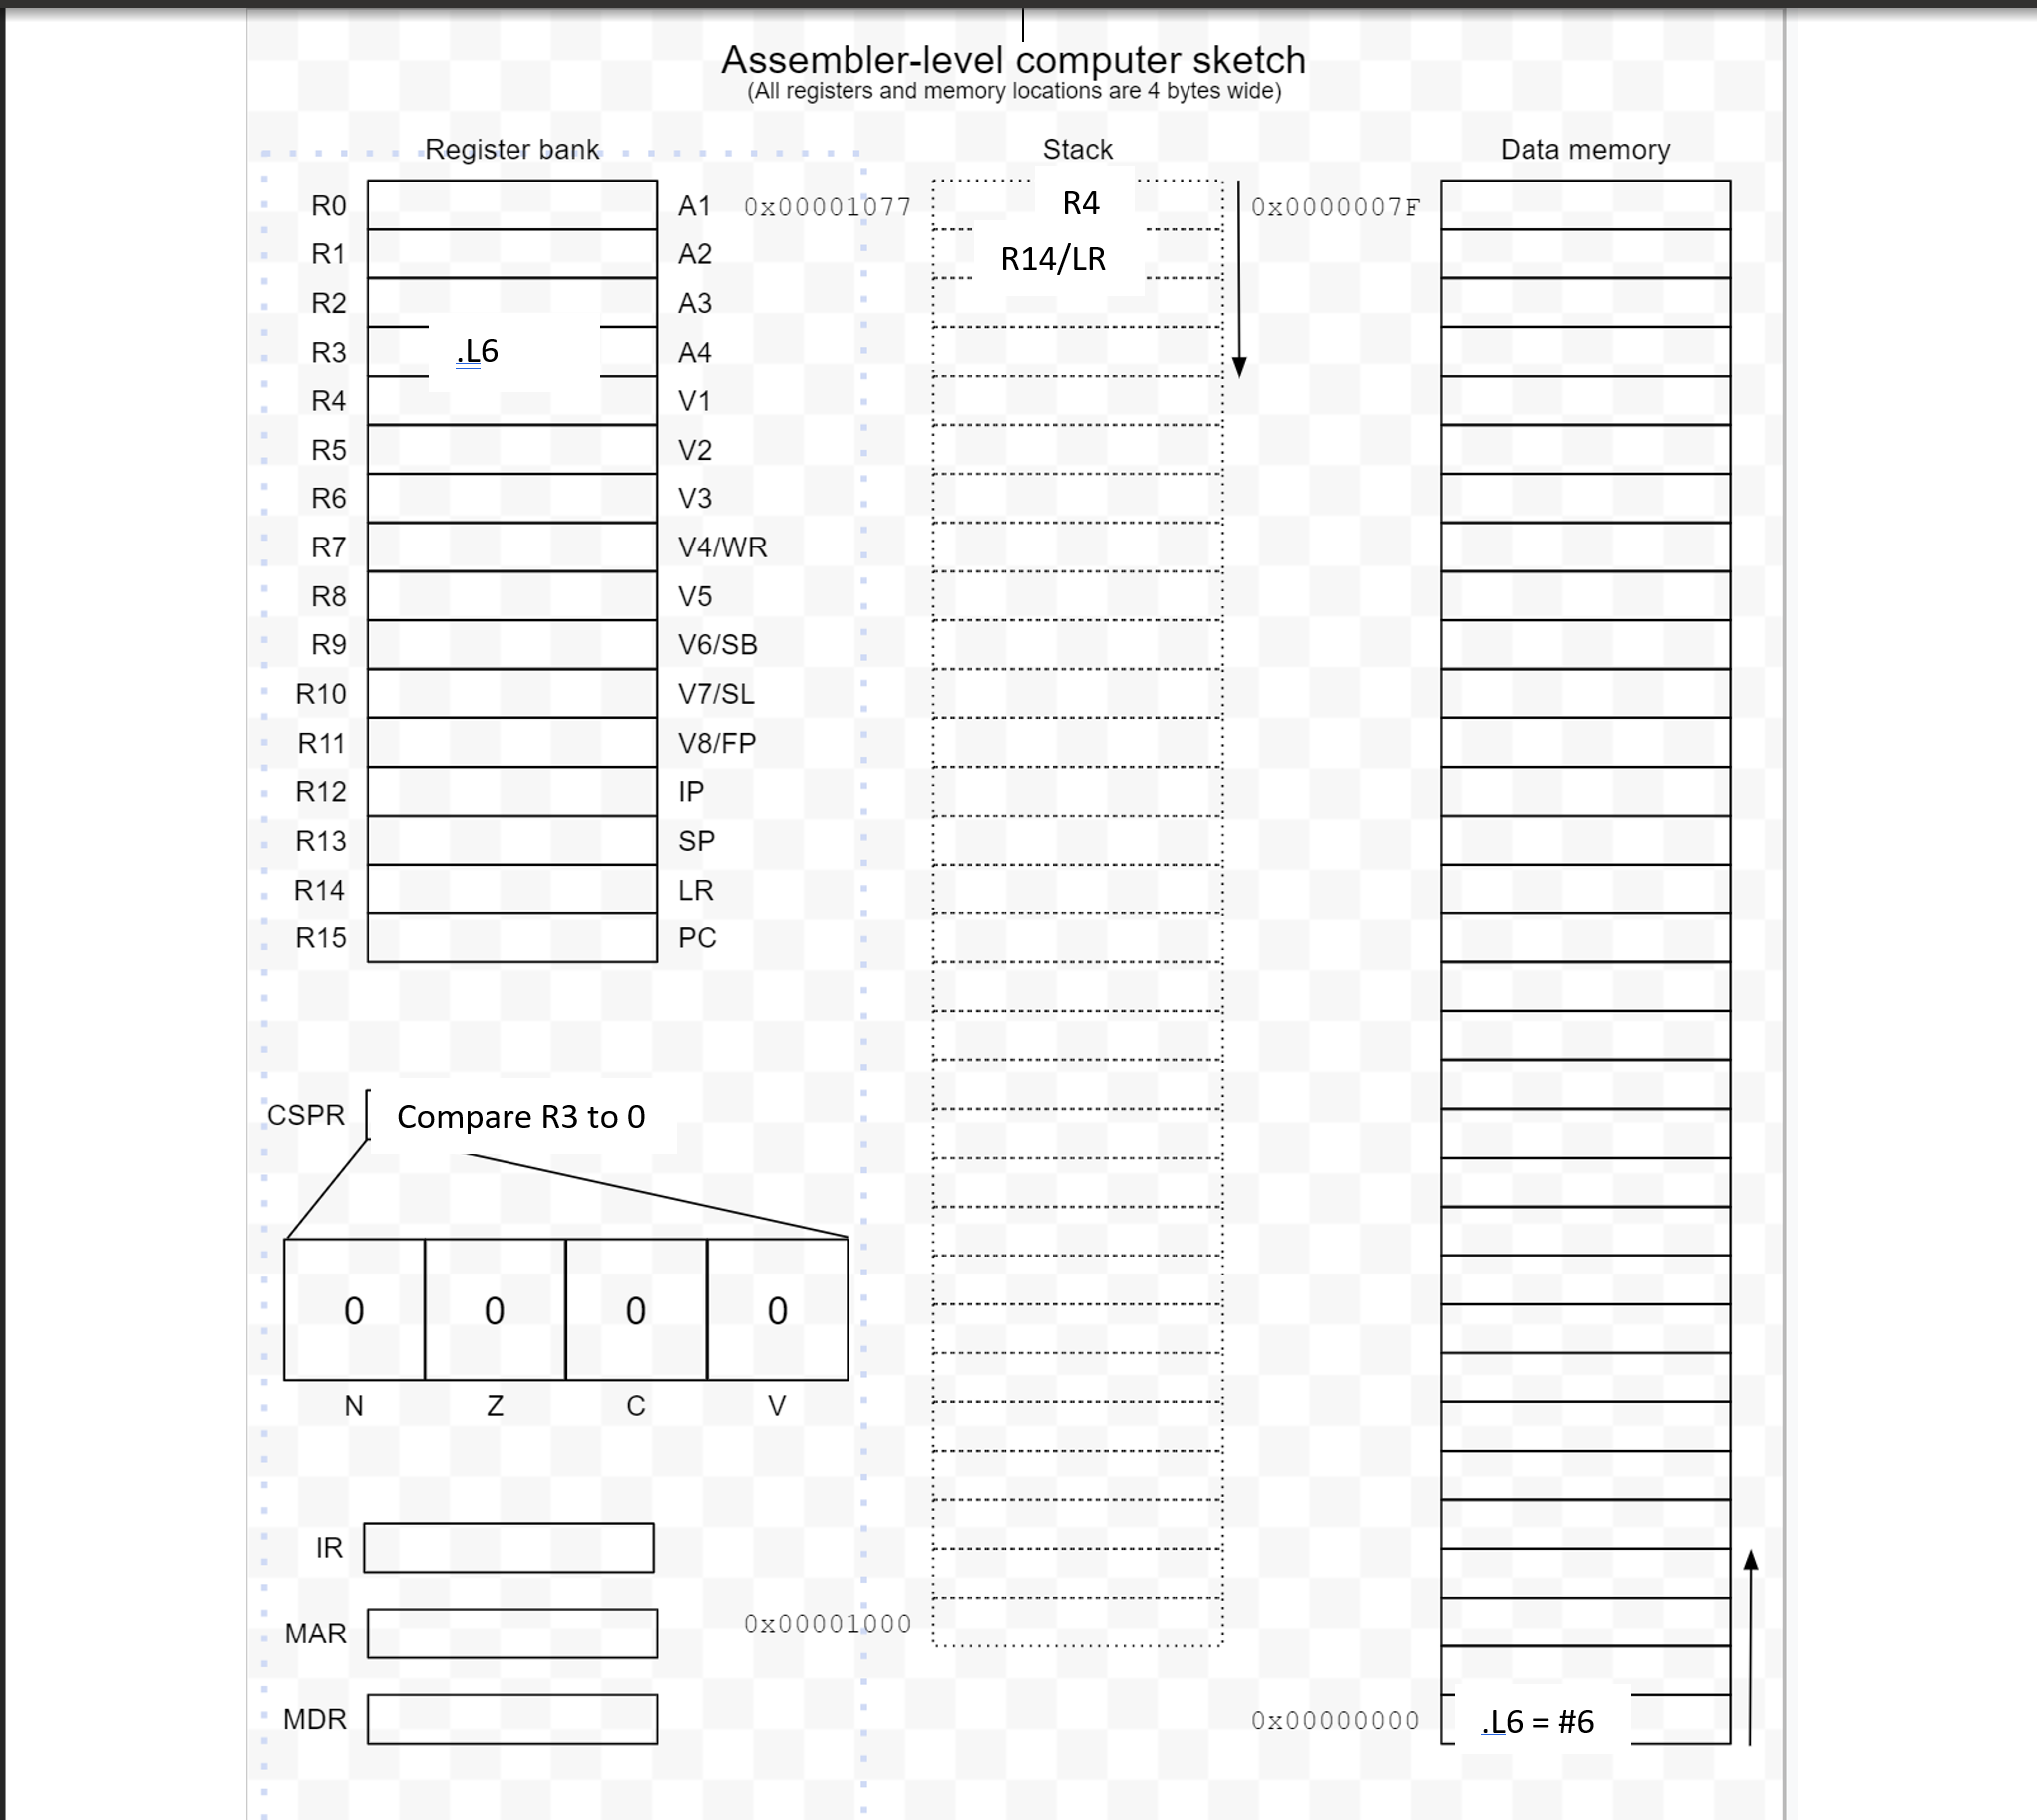 Assembler-level computer sketch
(All registers and memory locations are 4 bytes wide)
Register bank
Stack
Data memory
R0 A1 0x00001077 R4 0x0000007F
R1 A2 R14/LR
R2 A3
R3 .L6 A4
R4 V1
R5 V2
R6 V3
R7 V4/WR
R8 V5
R9 V6/SB
R10 V7/SL
R11 V8/FP
R12 IP
R13 SP
R14 LR
R15 PC
CSPR Compare R3 to 0
0 0 0 0
N Z C V
IR
MAR 0x00001000
MDR 0x00000000 .L6 = #6